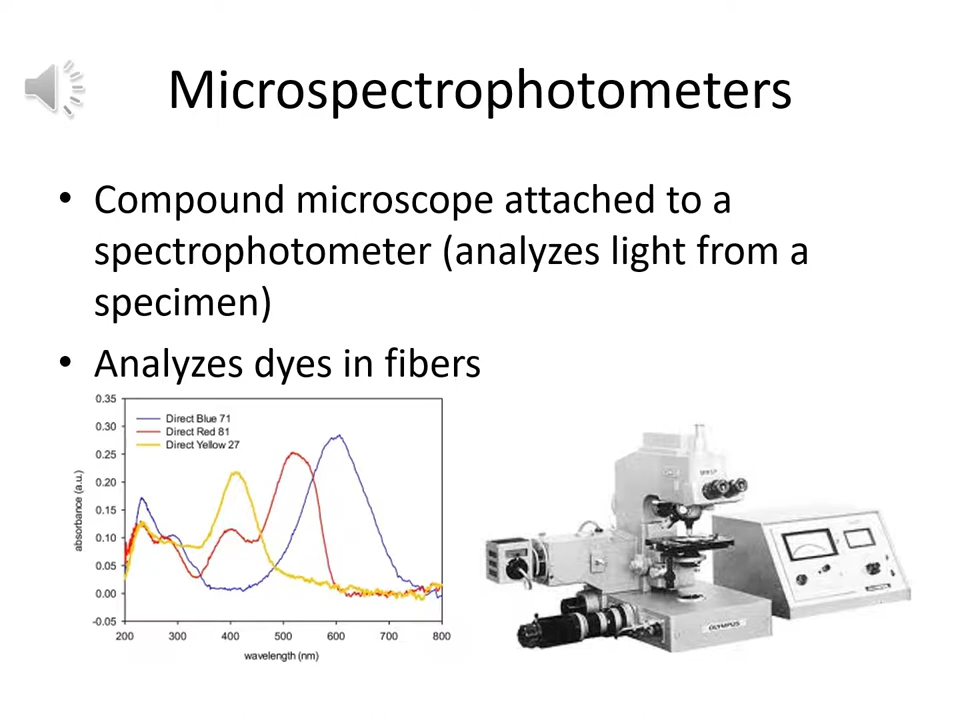 Microspectrophotometers
• Compound microscope attached to a
spectrophotometer (analyzes light from a
specimen)
• Analyzes dyes in fibers
0.35
0.30
0.25
0.20
0.15
0.10
0.05
0.00
-0.05
absorbance (a.u.)
Direct Blue 71
Direct Red 81
Direct Yellow 27
200 300 400 500 600 700 800
wavelength (nm)
OLYMPUS